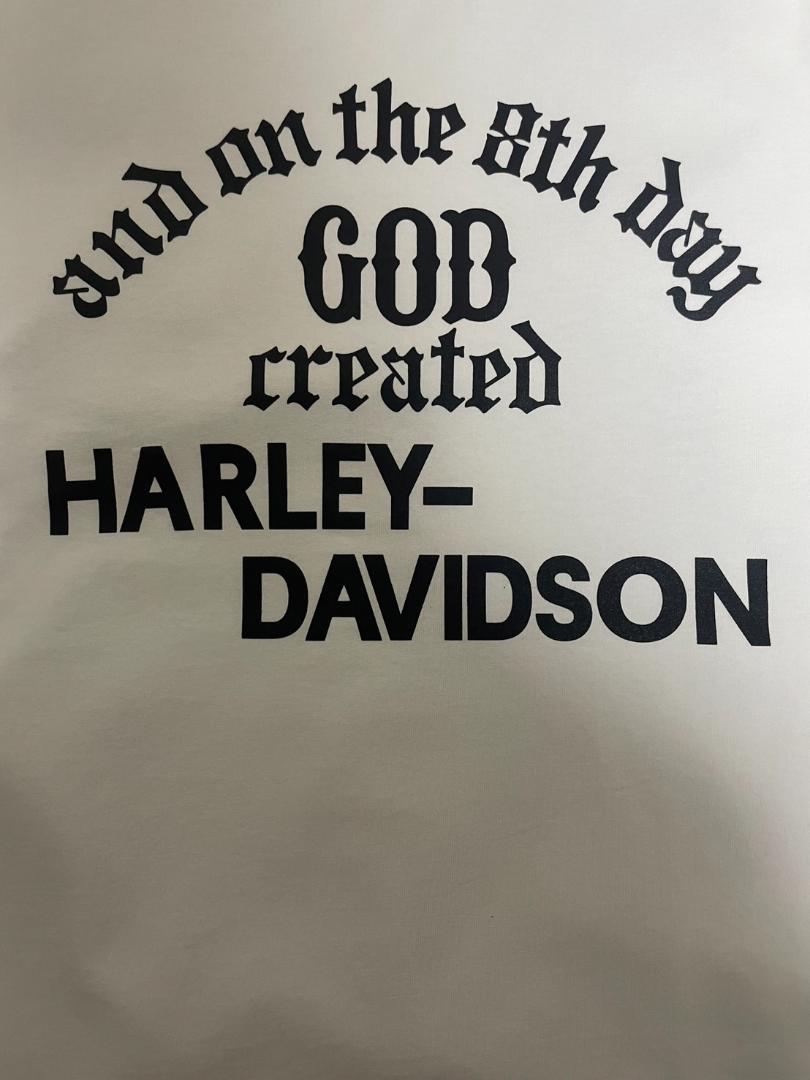 and on the 8th day
GOD
created
HARLEY-
DAVIDSON